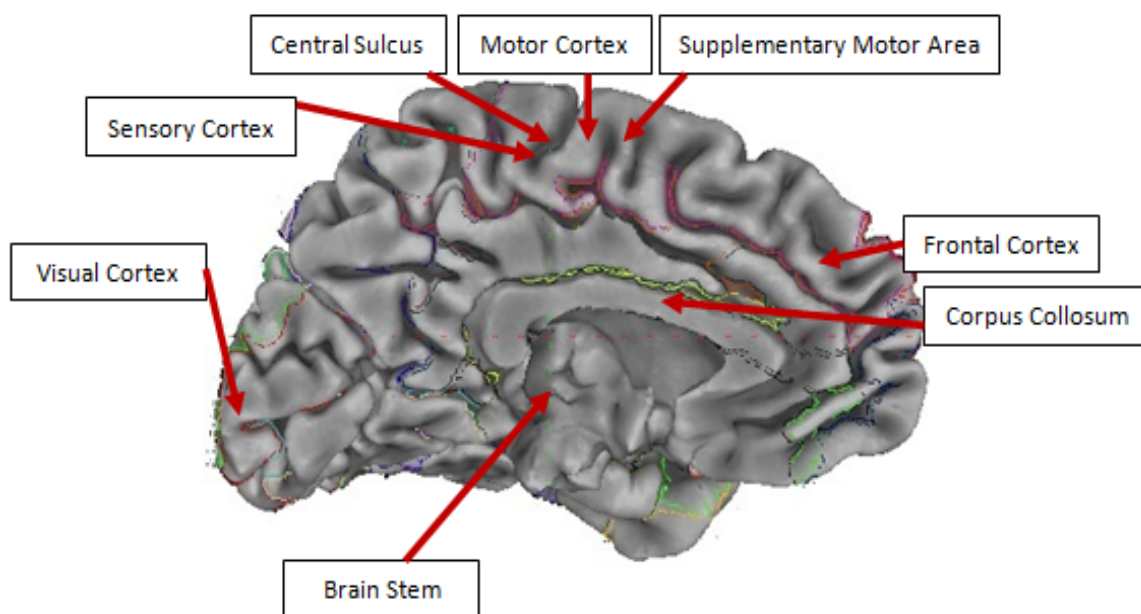 Central Sulcus
Motor Cortex
Supplementary Motor Area
Sensory Cortex
Visual Cortex
Frontal Cortex
Corpus Collosum
Brain Stem